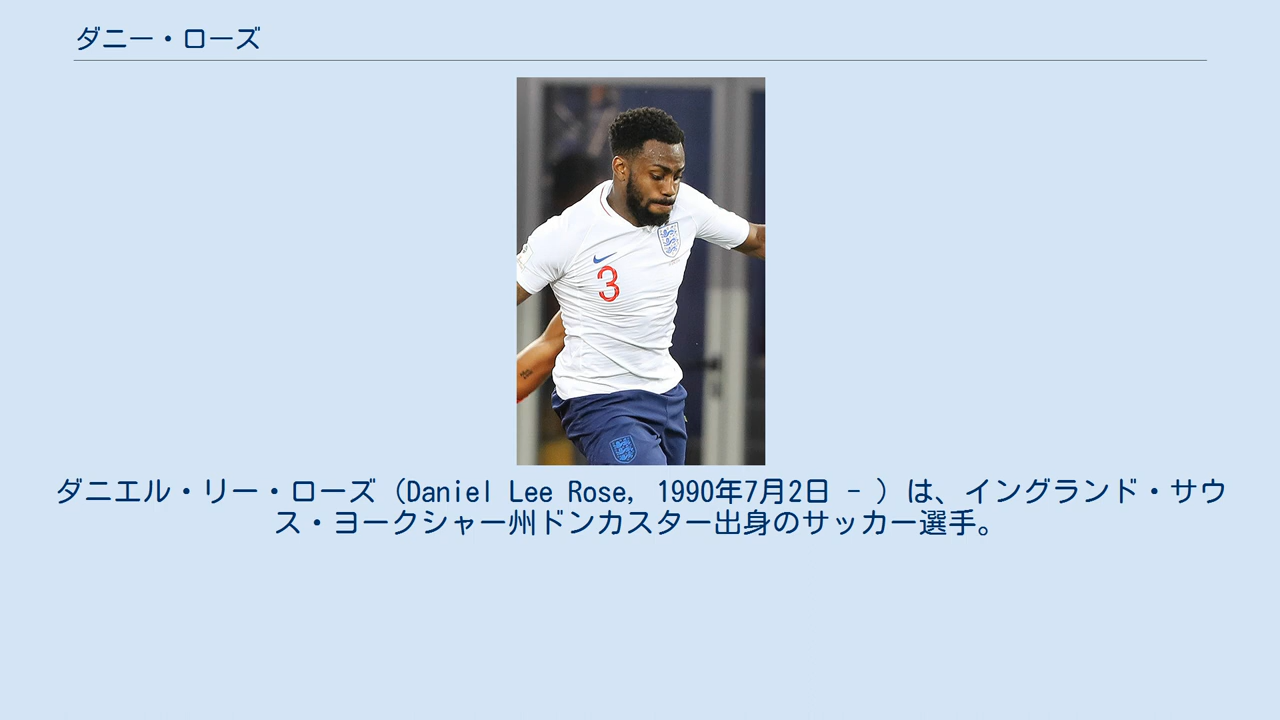 ダニー・ローズ
3
ダニエル・リー・ローズ（Daniel Lee Rose, 1990年7月2日 - ）は、イングランド・サウ
ス・ヨークシャー州ドンカスター出身のサッカー選手。